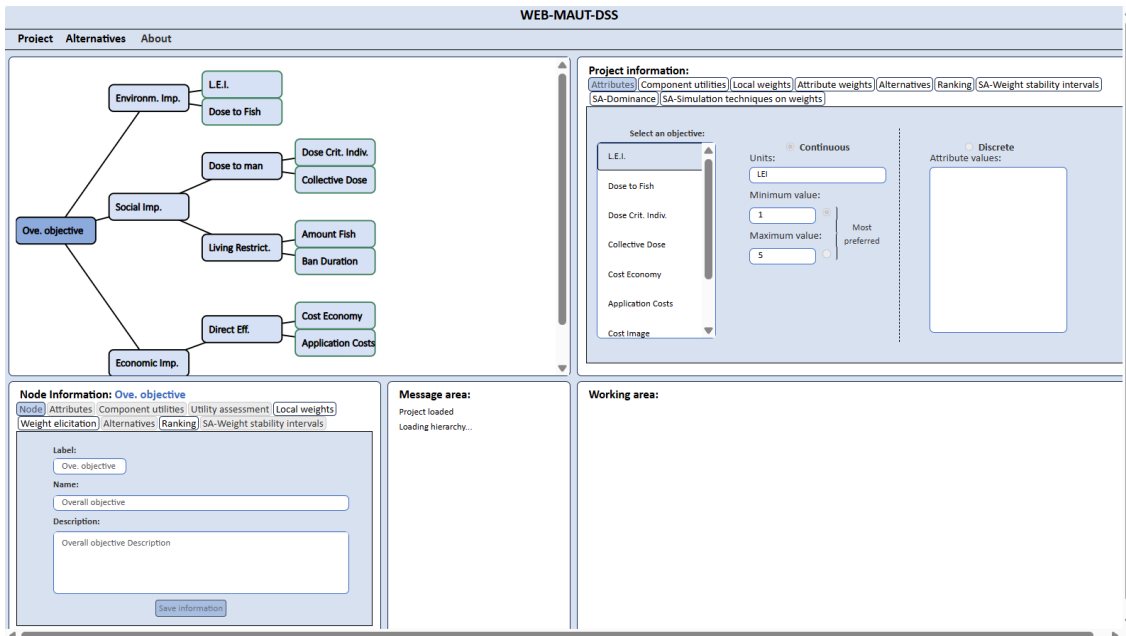 WEB-MAUT-DSS
Project Alternatives About
L.E.I.
Environm. Imp.
Dose to Fish
Dose Crit. Indiv.
Dose to man
Collective Dose
Social Imp.
Ove. objective
Amount Fish
Living Restrict.
Ban Duration
Cost Economy
Direct Eff.
Application Costs
Economic Imp.
Project information:
Attributes Component utilities Local weights Attribute weights Alternatives Ranking SA-Weight stability intervals
SA-Dominance SA-Simulation techniques on weights
Select an objective:
L.E.I.
Dose to Fish
Dose Crit. Indiv.
Collective Dose
Cost Economy
Application Costs
Cost Image
Continuous
Units:
LEI
Minimum value:
1
Maximum value:
5
Most
preferred
Discrete
Attribute values:
Node Information: Ove. objective
Node Attributes Component utilities Utility assessment Local weights
Weight elicitation Alternatives Ranking SA-Weight stability intervals
Label:
Ove. objective
Name:
Overall objective
Description:
Overall objective Description
Save information
Message area:
Project loaded
Loading hierarchy...
Working area: